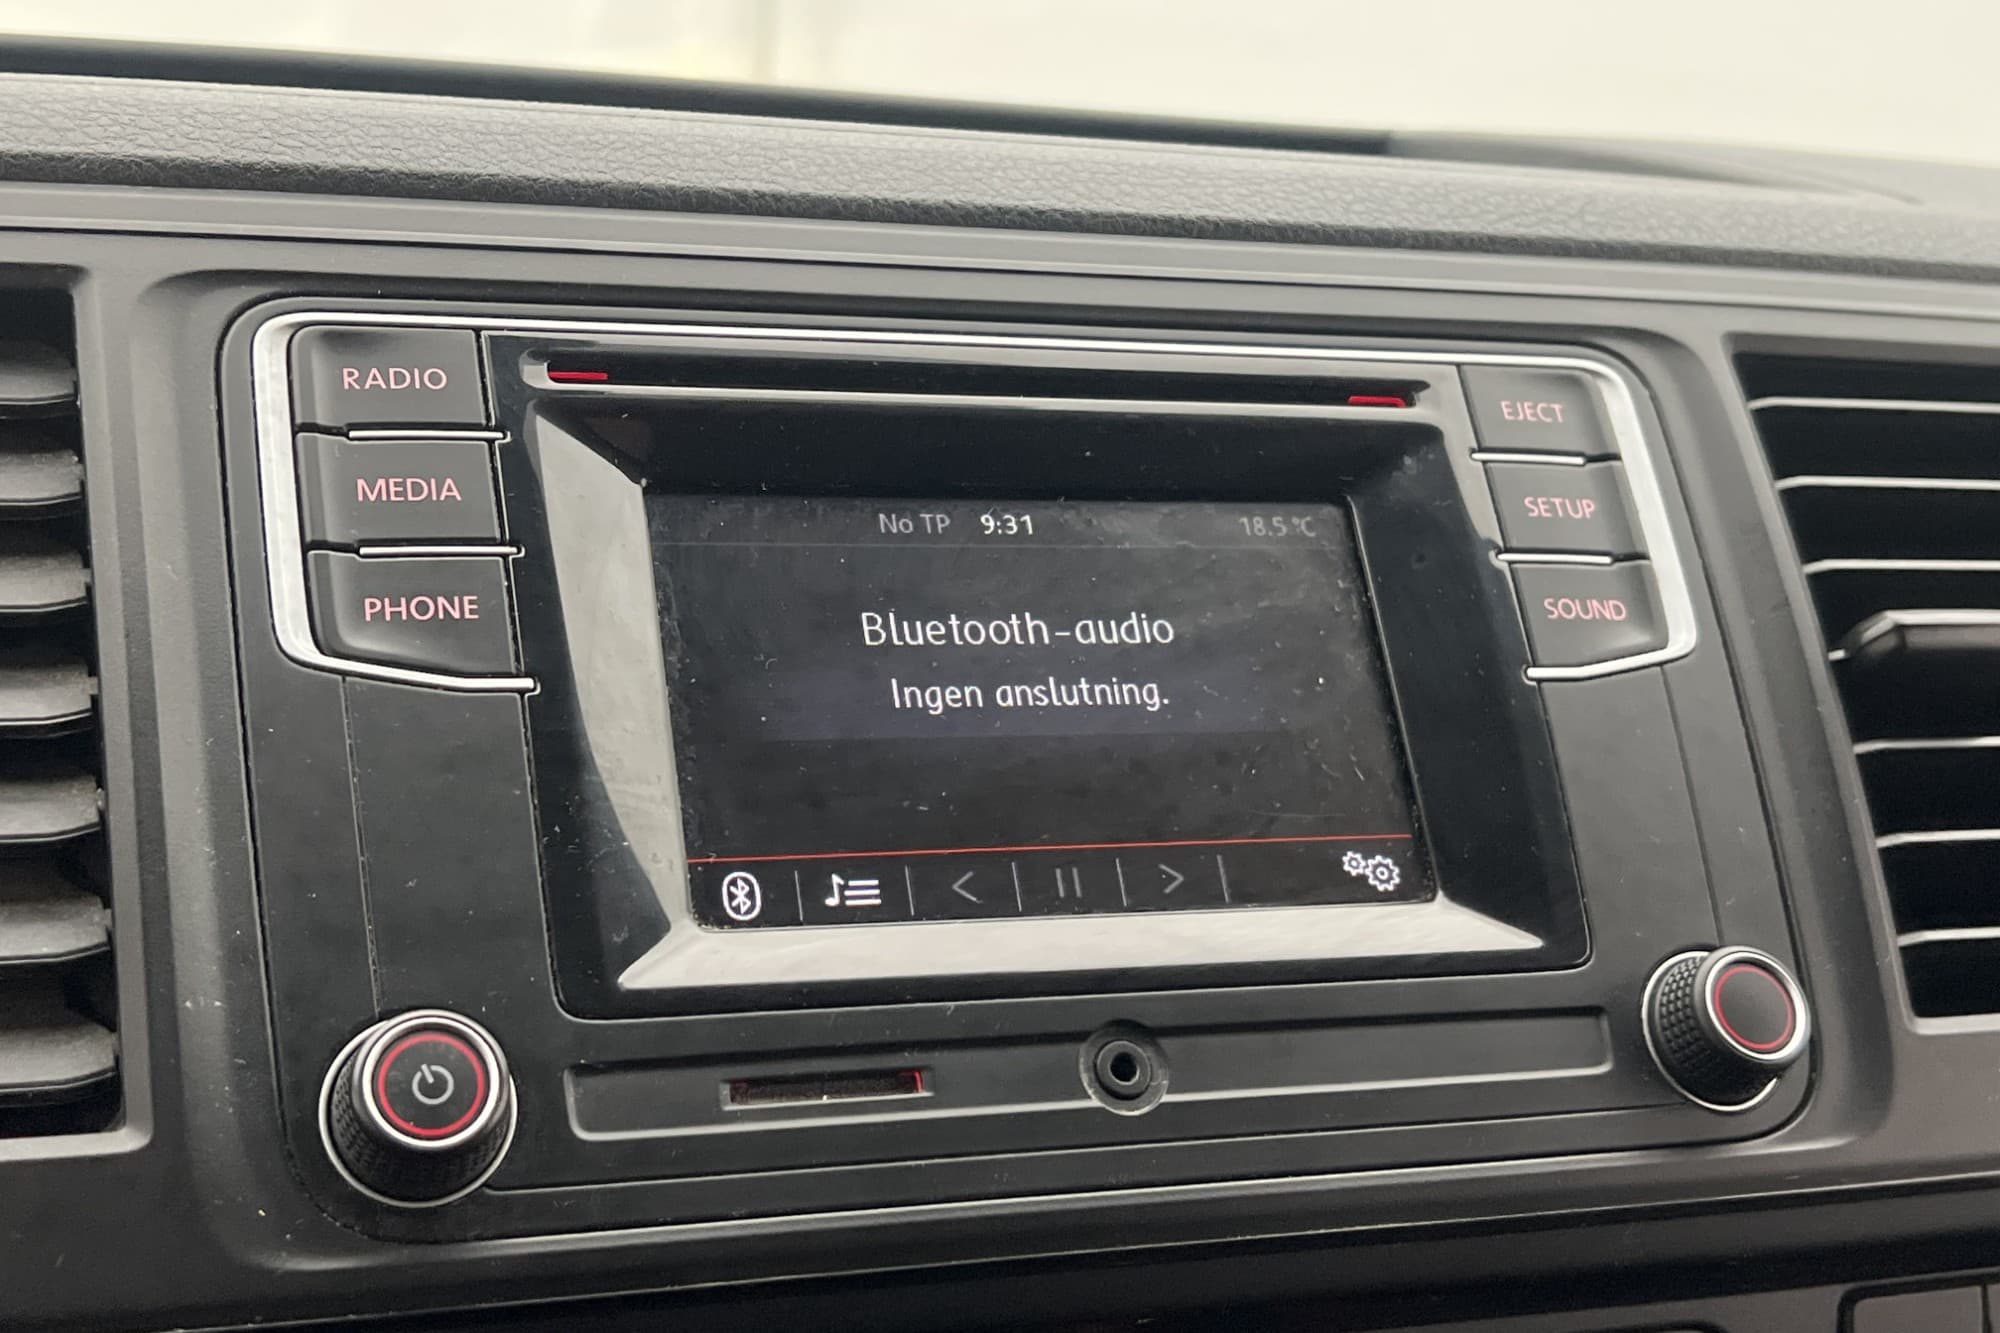 RADIO
MEDIA
PHONE
EJECT
SETUP
SOUND
No TP 9:31 18.5 °C
Bluetooth-audio
Ingen anslutning.